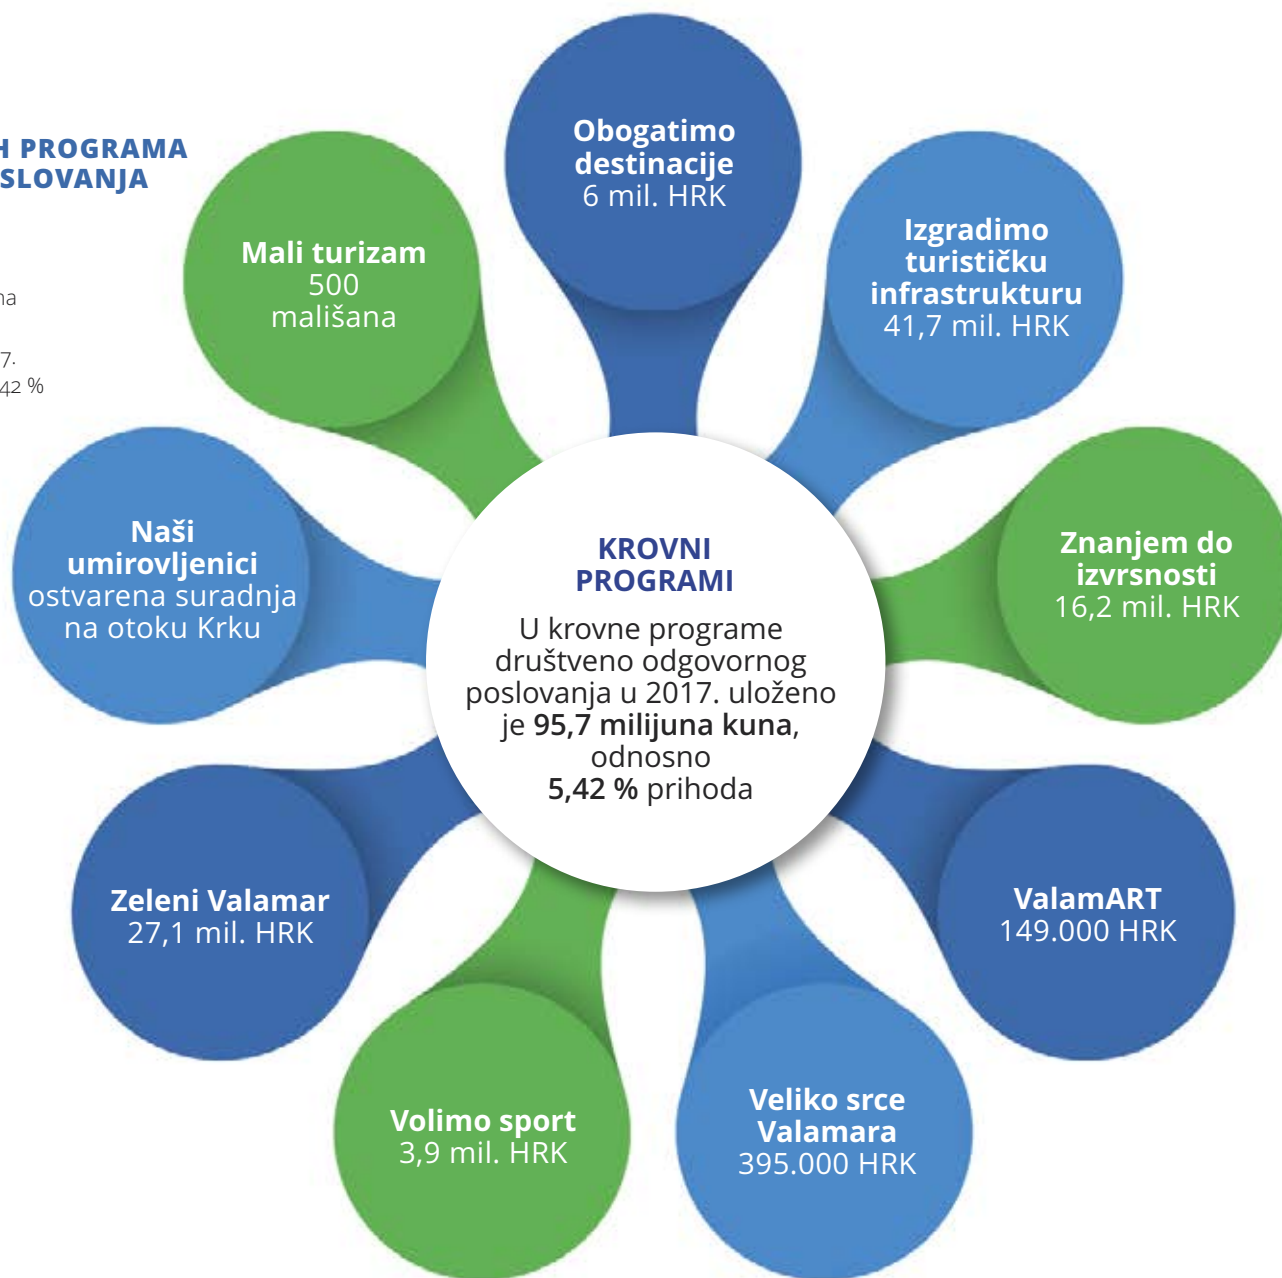 H PROGRAMA
SLOVANJA
na
7.
42 %
Obogatimo
destinacije
6 mil. HRK
Izgradimo
turističku
infrastrukturu
41,7 mil. HRK
Mali turizam
500
mališana
Naši
umirovljenici
ostvarena suradnja
na otoku Krku
KROVNI
PROGRAMI
U krovne programe
društveno odgovornog
poslovanja u 2017. uloženo
je 95,7 milijuna kuna,
odnosno
5,42 % prihoda
Znanjem do
izvrsnosti
16,2 mil. HRK
Zeleni Valamar
27,1 mil. HRK
ValamART
149.000 HRK
Volimo sport
3,9 mil. HRK
Veliko srce
Valamara
395.000 HRK